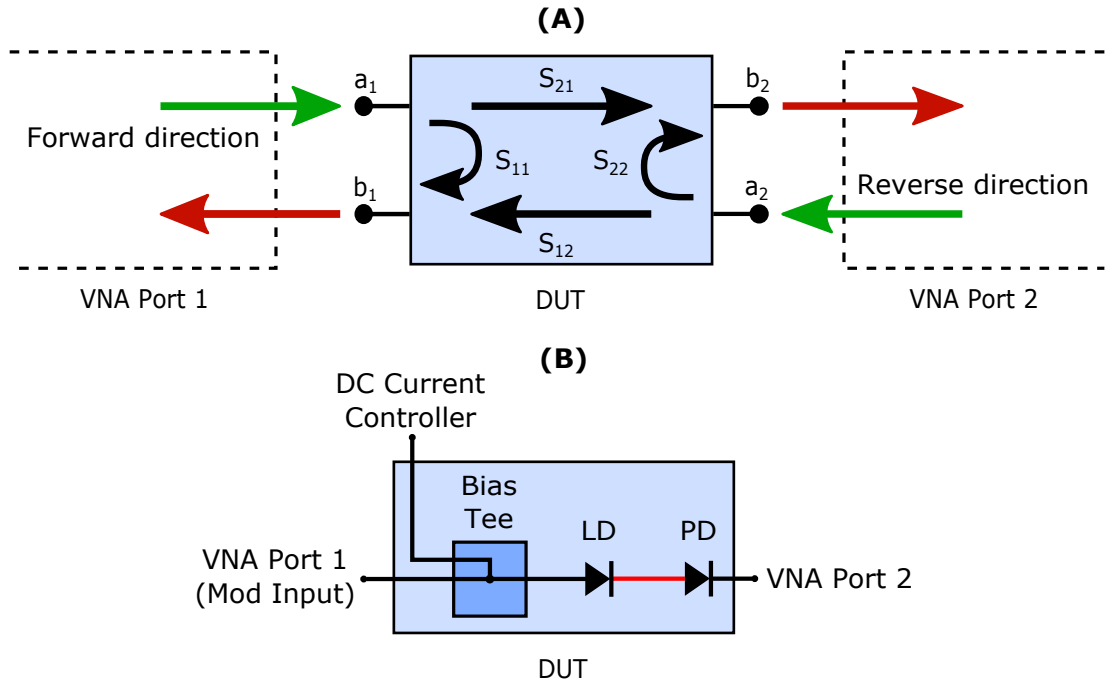 (A)
a₁
S₂₁
b₂
Forward direction
S₁₁
S₂₂
b₁
a₂
Reverse direction
S₁₂
VNA Port 1
DUT
VNA Port 2
(B)
DC Current
Controller
Bias
Tee
LD
PD
VNA Port 1
(Mod Input)
VNA Port 2
DUT